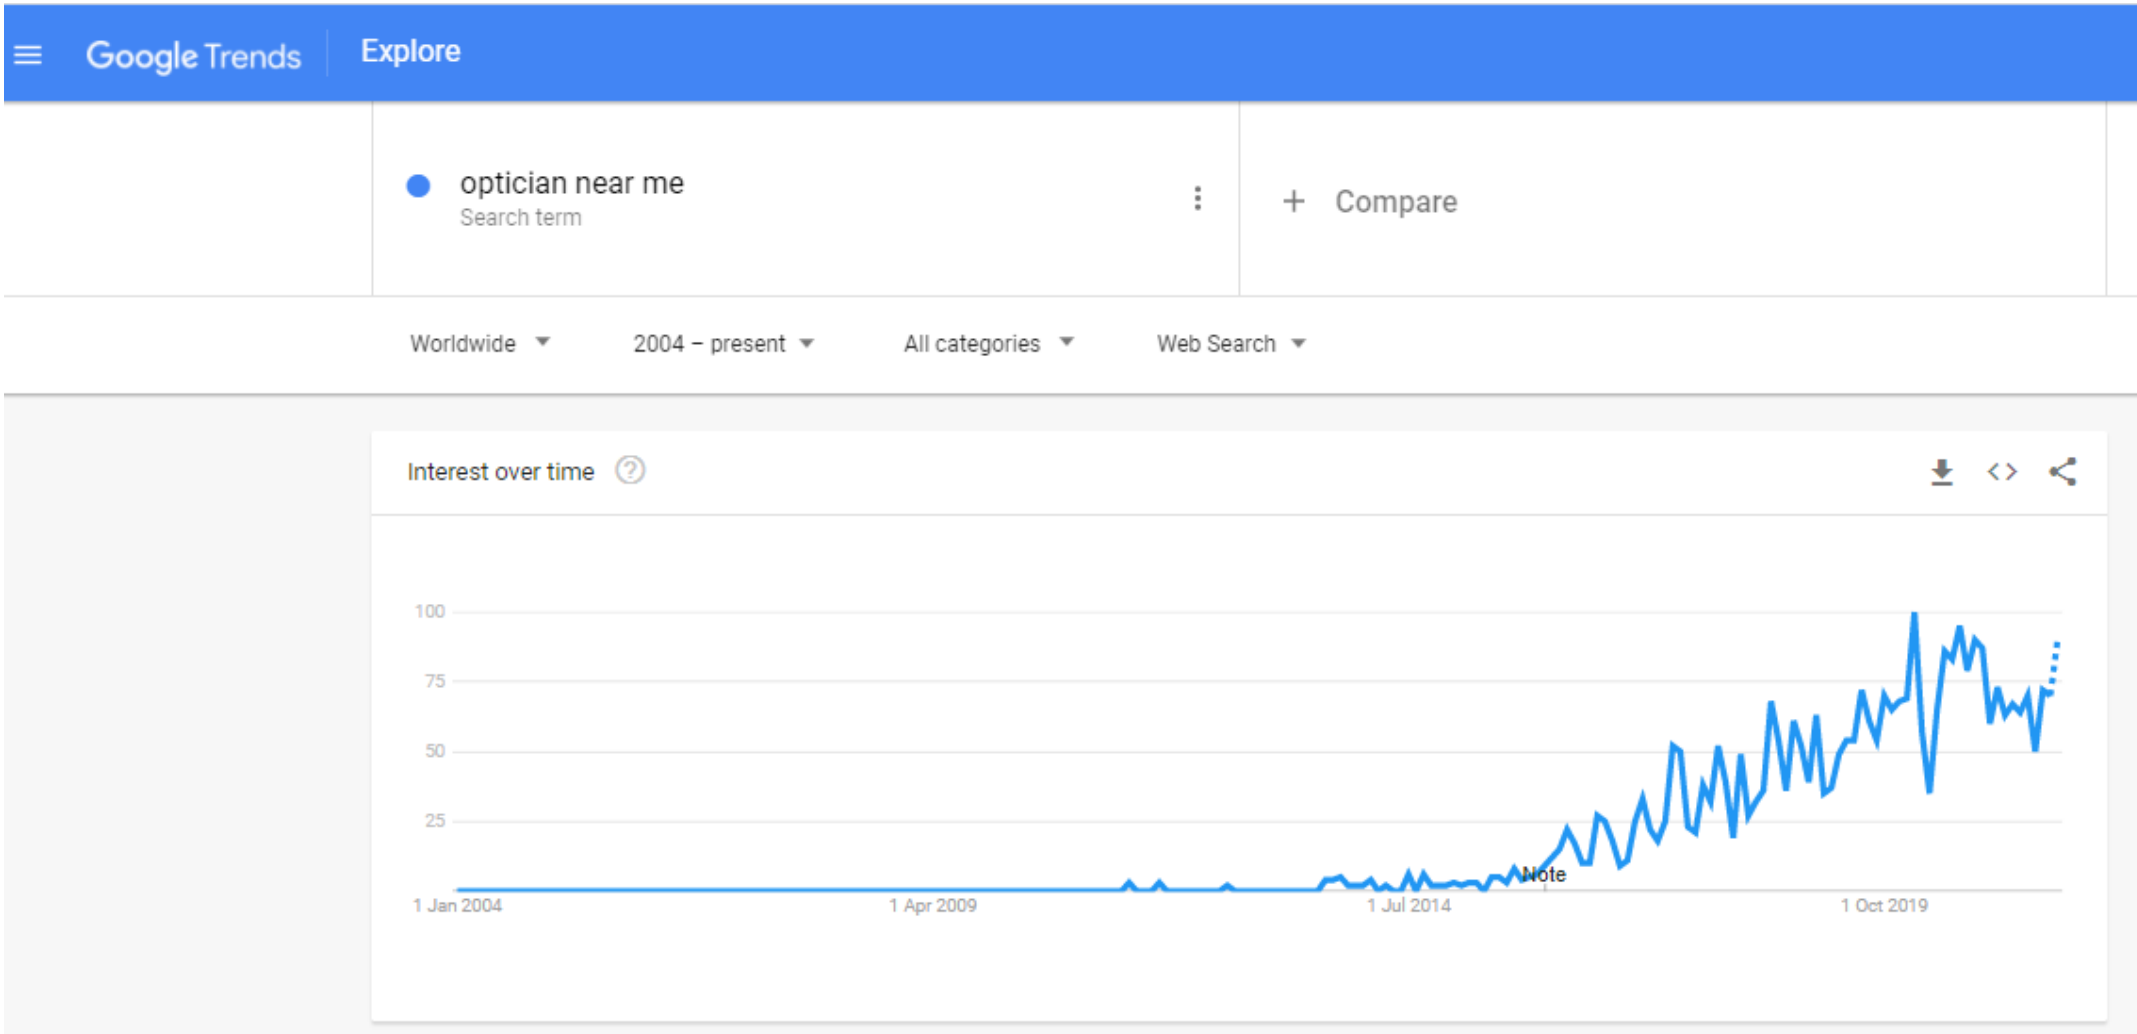 Google Trends Explore
optician near me
Search term
+ Compare
Worldwide 2004 – present All categories Web Search
Interest over time ?
100
75
50
25
Note
1 Jan 2004 1 Apr 2009 1 Jul 2014 1 Oct 2019